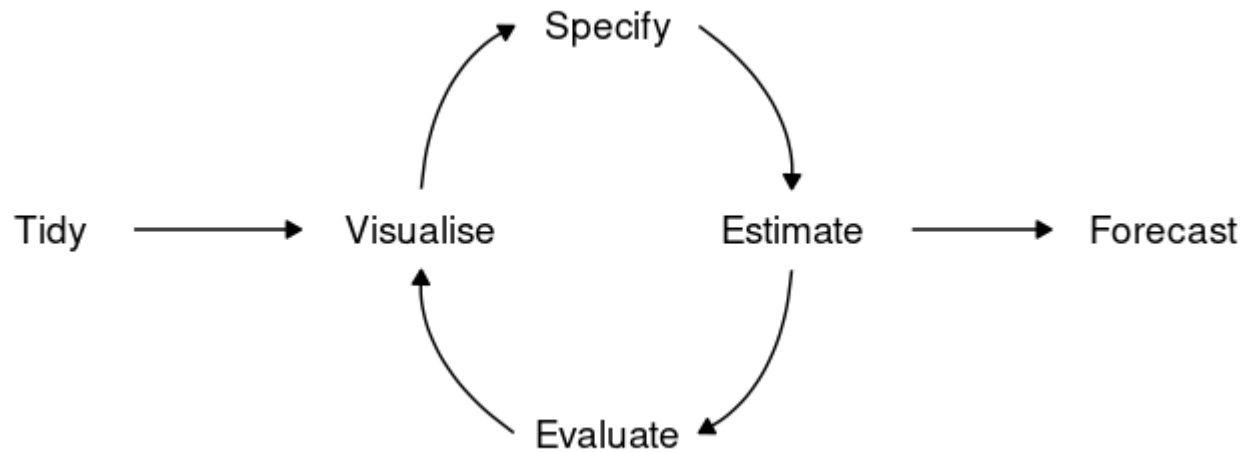 Specify
Tidy
Visualise
Estimate
Forecast
Evaluate